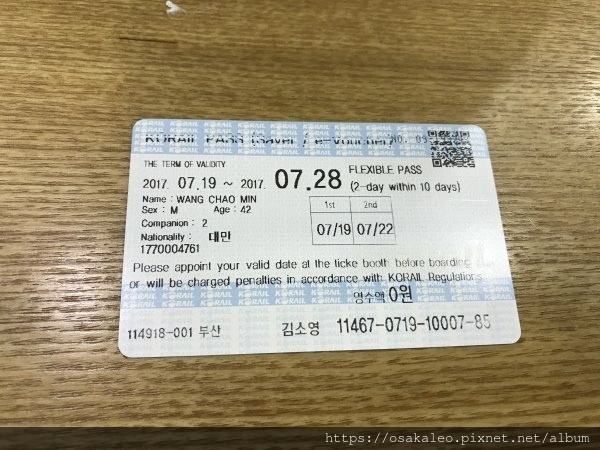 KORAIL PASS (Saver / e-Voucher)
THE TERM OF VALIDITY
2017. 07.19 ~ 2017. 07.28
FLEXIBLE PASS
(2-day within 10 days)
Name : WANG CHAO MIN
Sex : M Age : 42
Companion : 2
Nationality : 대만
1770004761
1st 2nd
07/19 07/22
Please appoint your valid date at the ticke booth before boarding
or will be charged penalties in accordance with KORAIL Regulations
영수액 0원
114918-001 부산 김소영 11467-0719-10007-85
https://osakaleo.pixnet.net/album